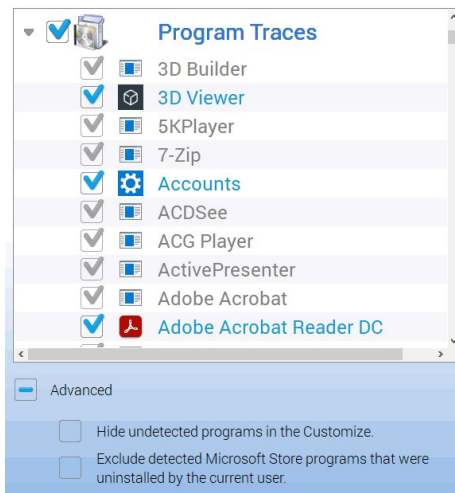 Program Traces
3D Builder
3D Viewer
5KPlayer
7-Zip
Accounts
ACDSee
ACG Player
ActivePresenter
Adobe Acrobat
Adobe Acrobat Reader DC
Advanced
Hide undetected programs in the Customize.
Exclude detected Microsoft Store programs that were
uninstalled by the current user.